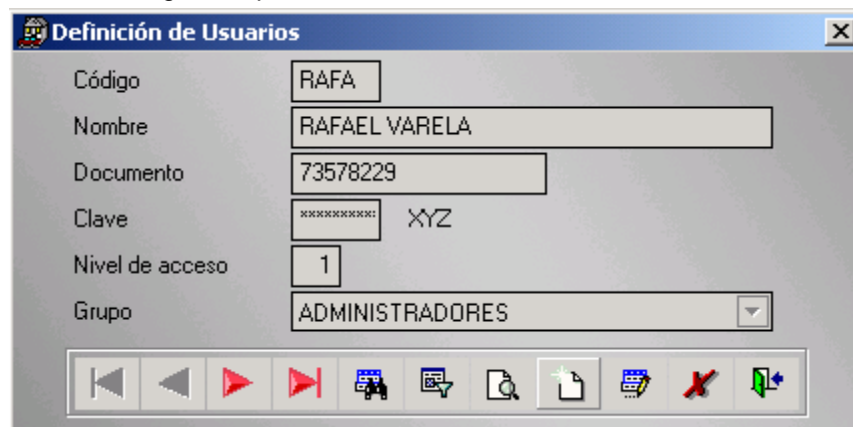 Definición de Usuarios
Código RAFA
Nombre RAFAEL VARELA
Documento 73578229
Clave ********** XYZ
Nivel de acceso 1
Grupo ADMINISTRADORES